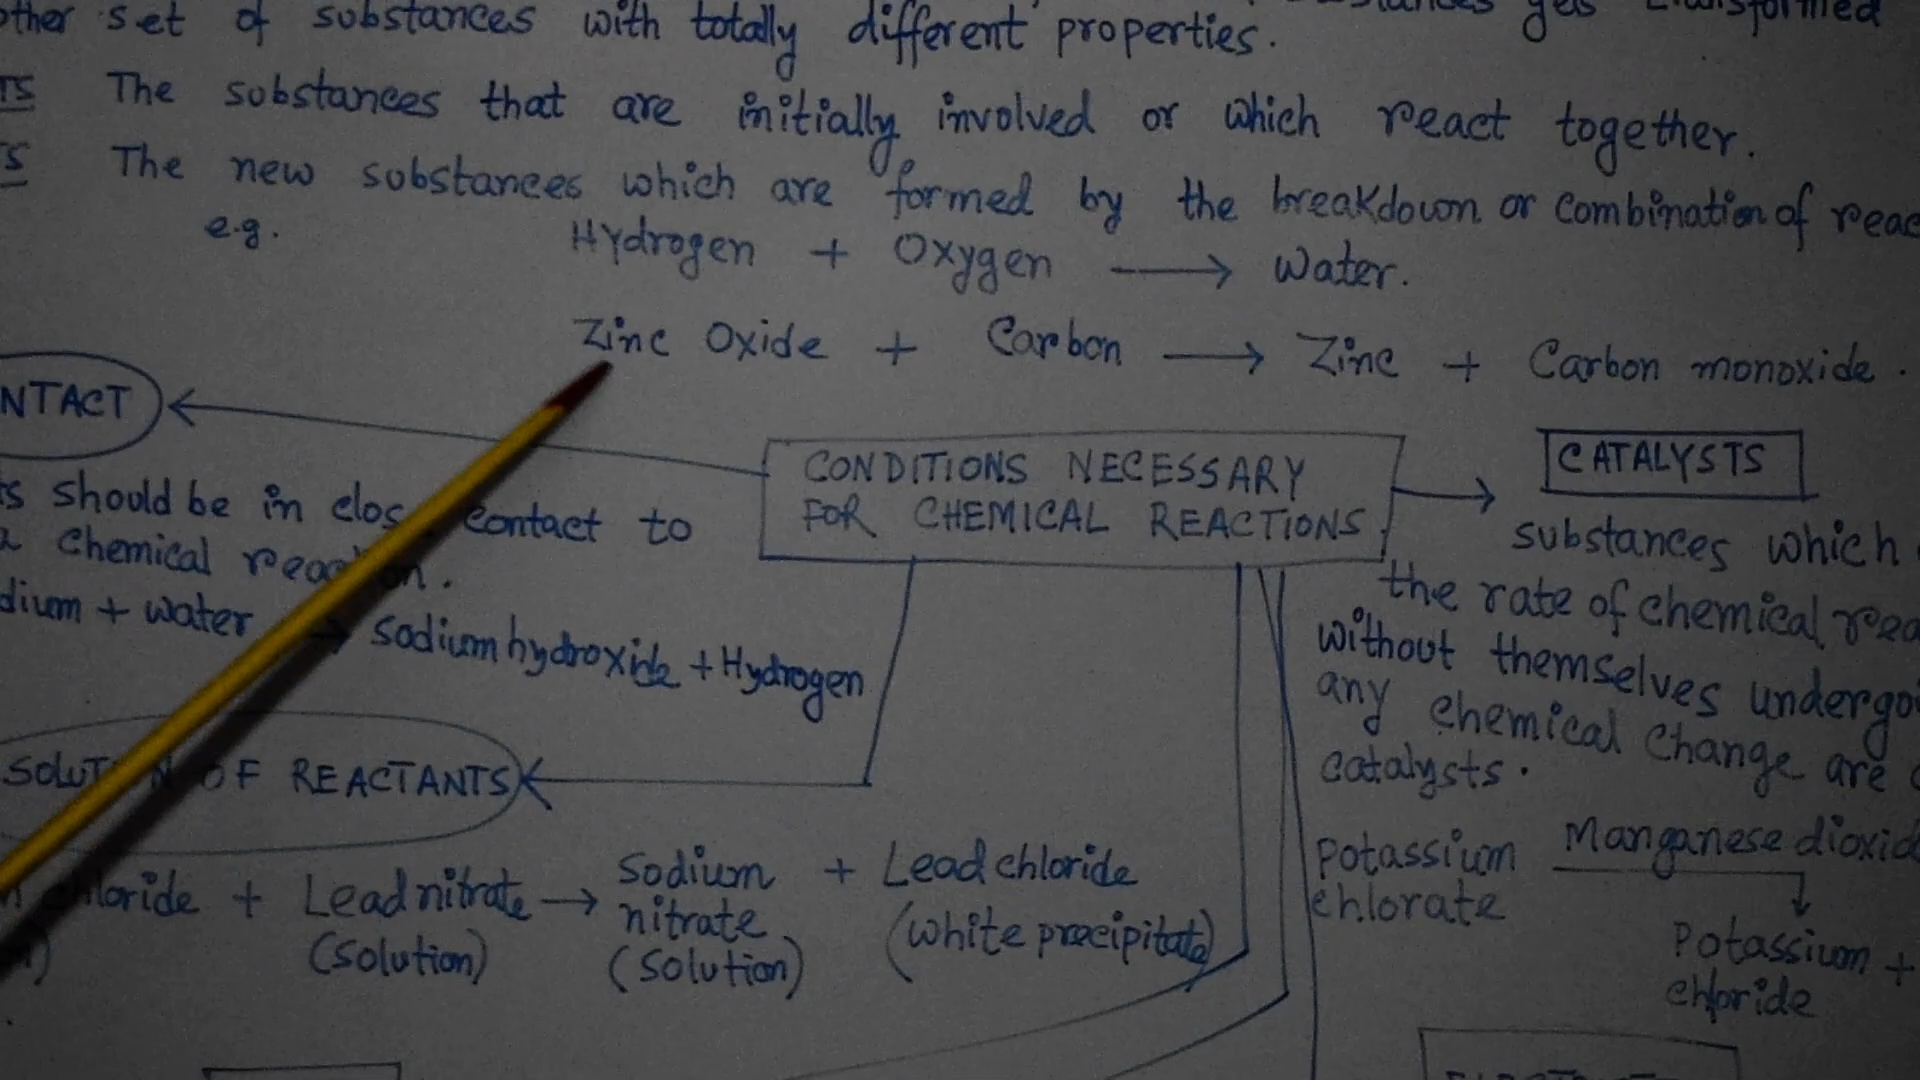 other set of substances with totally different properties.
The substances that are initially involved or which react together.
The new substances which are formed by the breakdown or combination of reac
e.g. Hydrogen + Oxygen ⟶ Water.
Zinc Oxide + Carbon ⟶ Zinc + Carbon monoxide.
NTACT
CONDITIONS NECESSARY
FOR CHEMICAL REACTIONS
CATALYSTS
s should be in clos contact to
chemical rea n.
dium + water → sodium hydroxide + Hydrogen
substances which
the rate of chemical rea
without themselves undergo
any chemical change are
catalysts.
SOLUT N OF REACTANTS
loride + Lead nitrate → Sodium nitrate + Lead chloride
(solution) (solution) (white precipitate)
Potassium chlorate Manganese dioxid
Potassium +
chloride